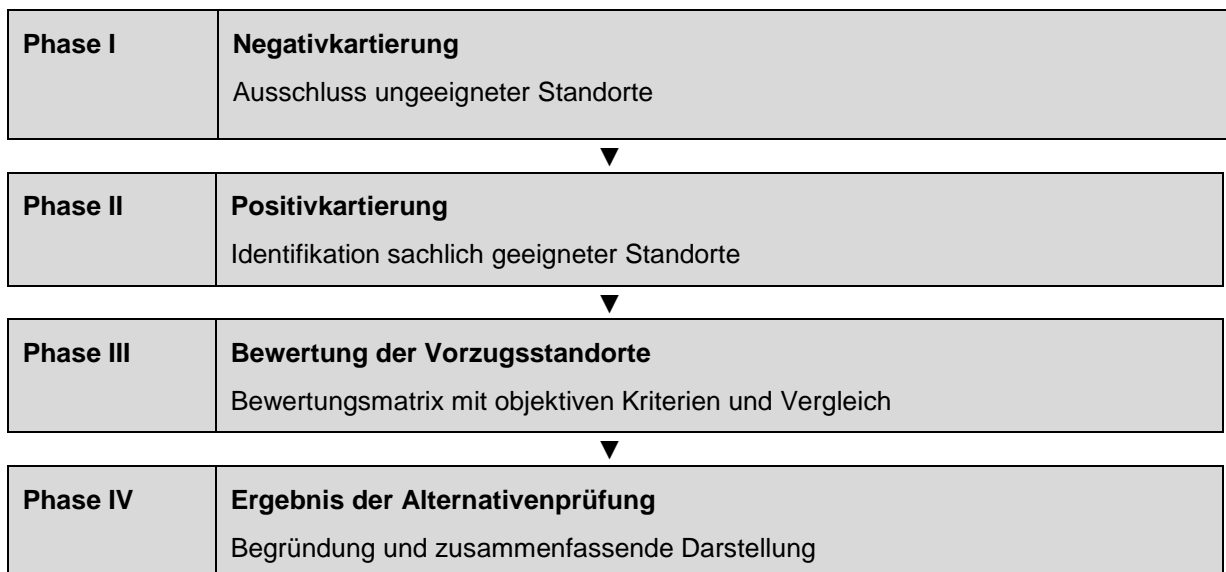 Phase I Negativkartierung
Ausschluss ungeeigneter Standorte
▼
Phase II Positivkartierung
Identifikation sachlich geeigneter Standorte
▼
Phase III Bewertung der Vorzugsstandorte
Bewertungsmatrix mit objektiven Kriterien und Vergleich
▼
Phase IV Ergebnis der Alternativenprüfung
Begründung und zusammenfassende Darstellung